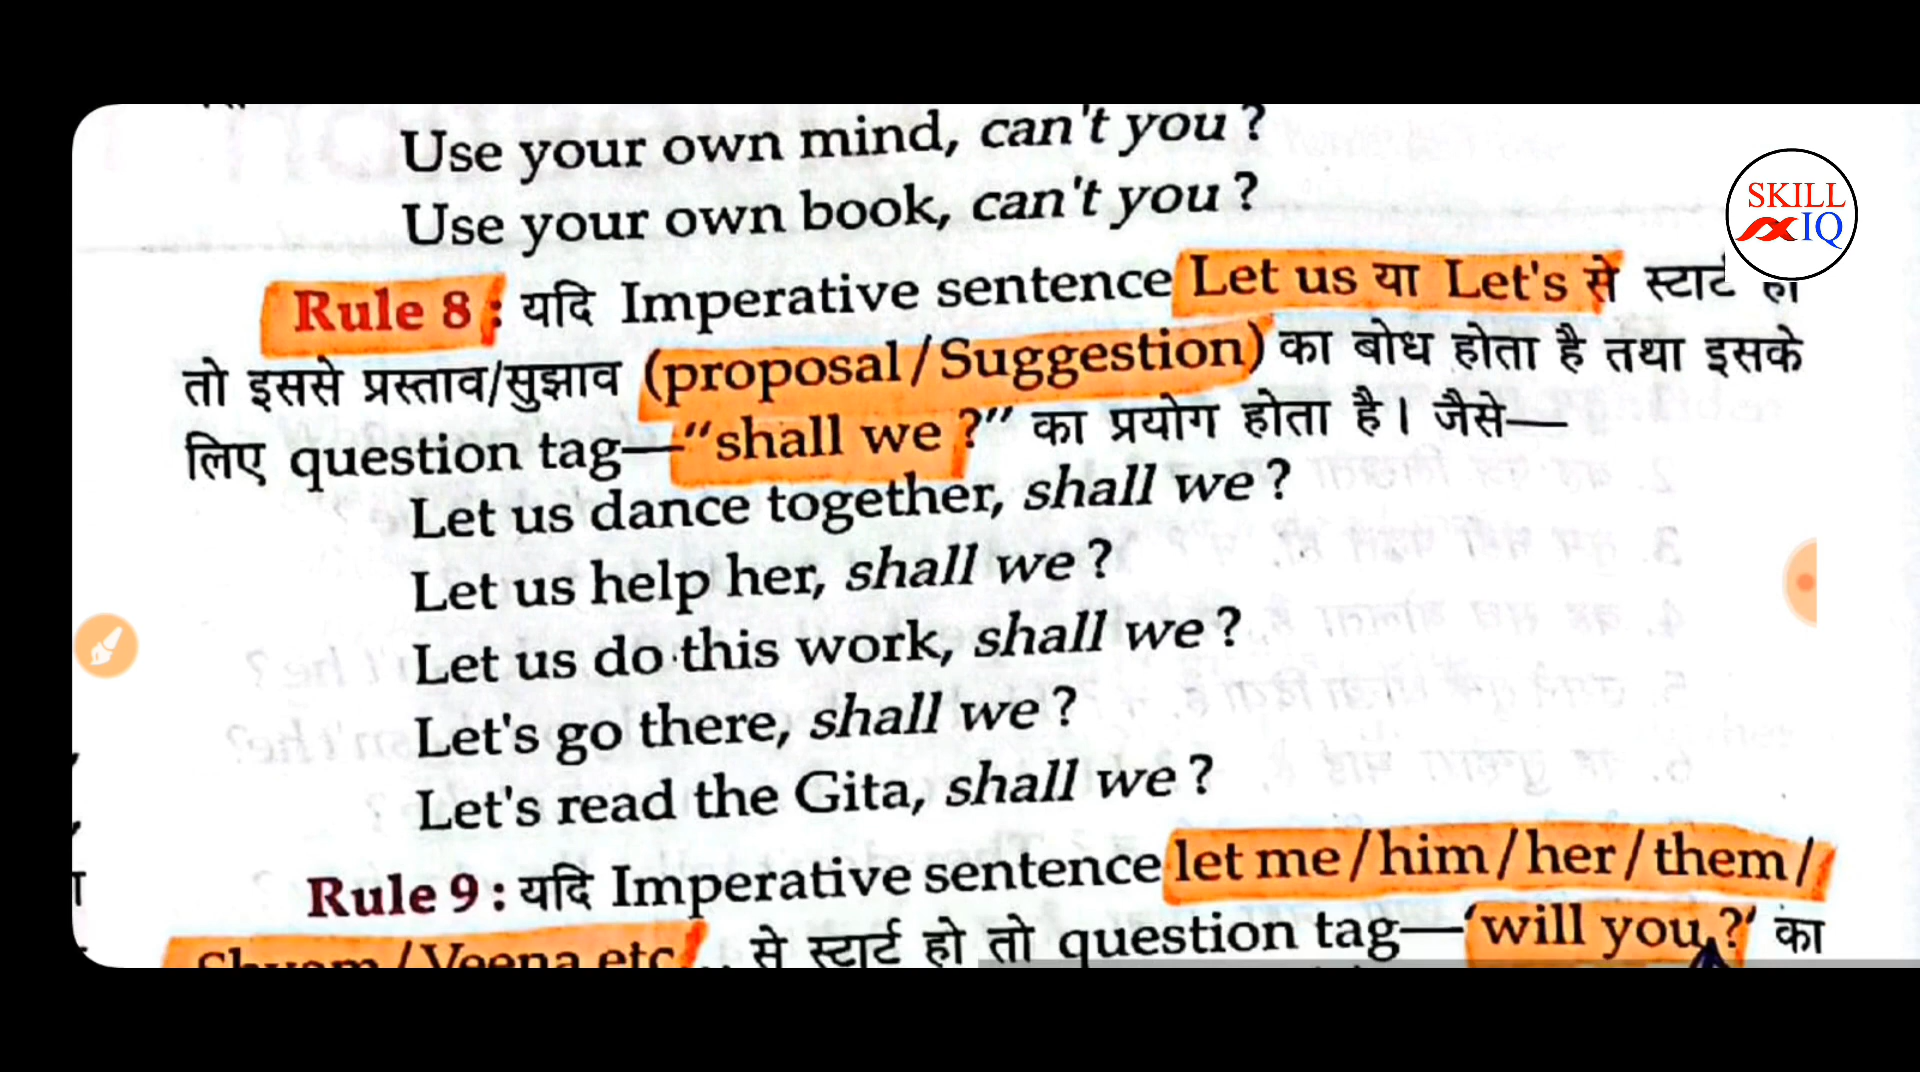 Use your own mind, can't you?
Use your own book, can't you?
SKILL
IQ
Rule 8 : यदि Imperative sentence Let us या Let's से स्टार्ट हो
तो इससे प्रस्ताव/सुझाव (proposal/Suggestion) का बोध होता है तथा इसके
लिए question tag—"shall we ?" का प्रयोग होता है। जैसे—
Let us dance together, shall we?
Let us help her, shall we?
Let us do this work, shall we?
Let's go there, shall we?
Let's read the Gita, shall we?
Rule 9 : यदि Imperative sentence let me/him/her/them/
Shyam/Veena etc. से स्टार्ट हो तो question tag—'will you ?' का